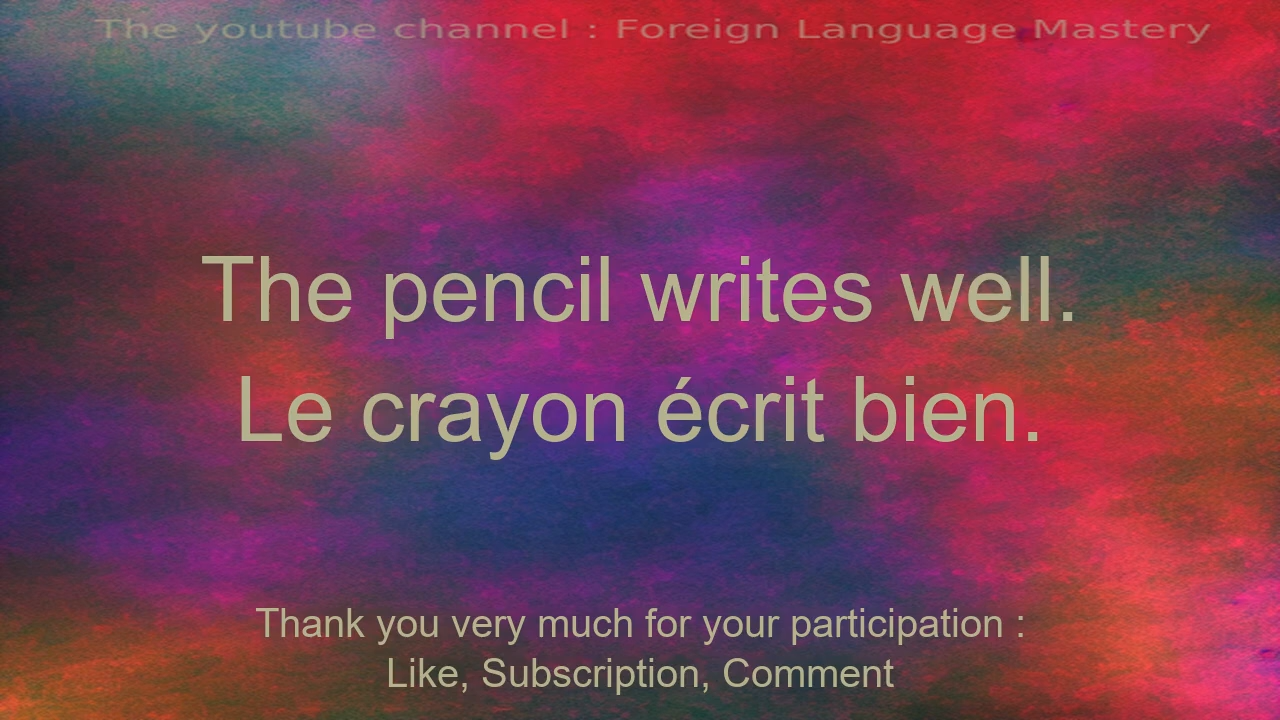 The youtube channel : Foreign Language Mastery
The pencil writes well.
Le crayon écrit bien.
Thank you very much for your participation :
Like, Subscription, Comment